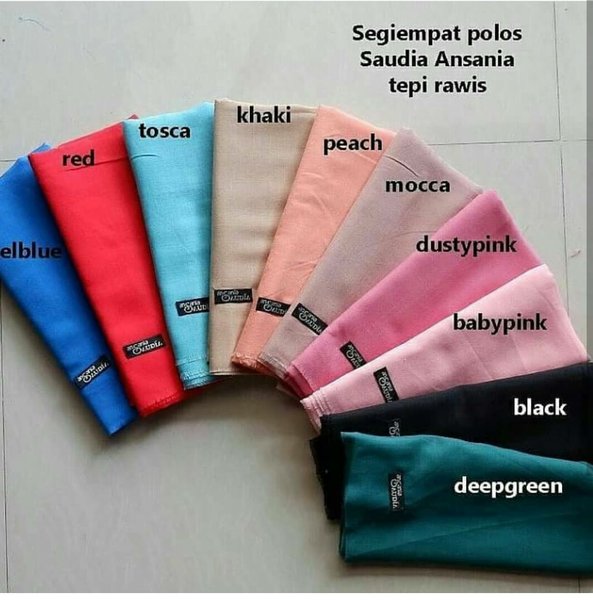 Segiempat polos
Saudia Ansania
tepi rawis
elblue
red
tosca
khaki
peach
mocca
dustypink
babypink
black
deepgreen